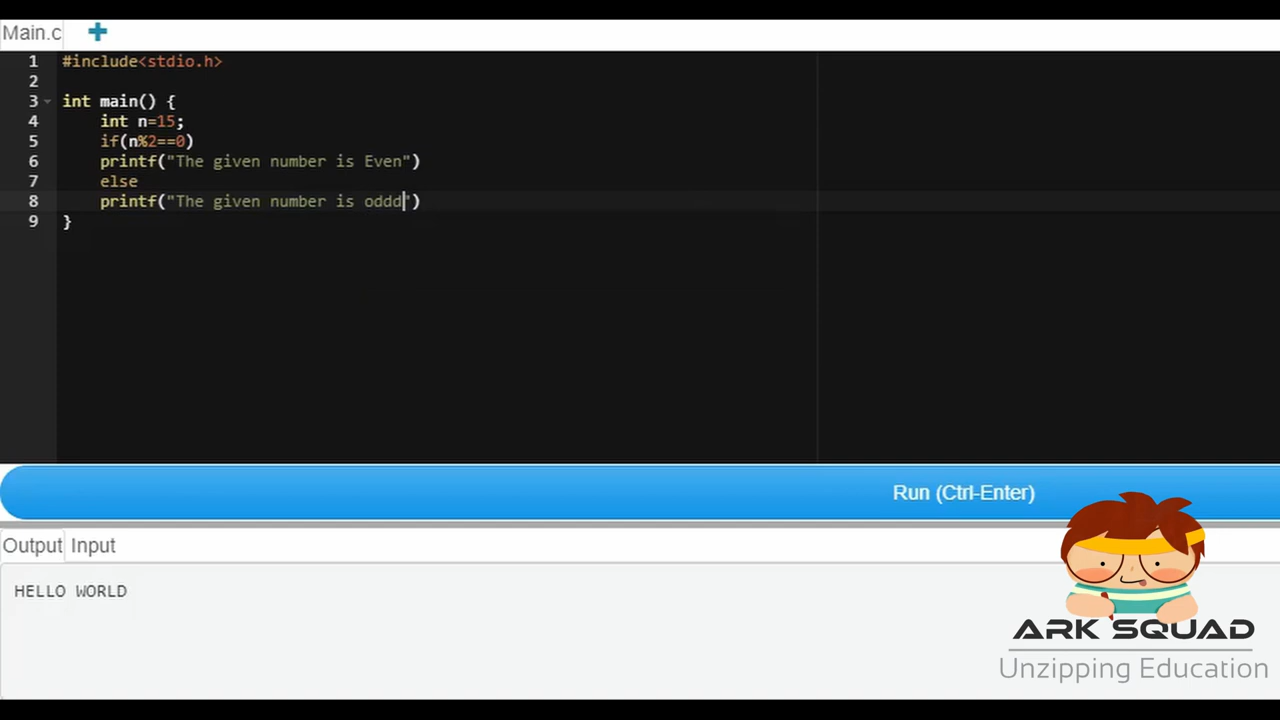 Main.c
1 #include<stdio.h>
2
3 int main() {
4 int n=15;
5 if(n%2==0)
6 printf("The given number is Even")
7 else
8 printf("The given number is oddd")
9 }
Run (Ctrl-Enter)
Output Input
HELLO WORLD
ARK SQUAD
Unzipping Education